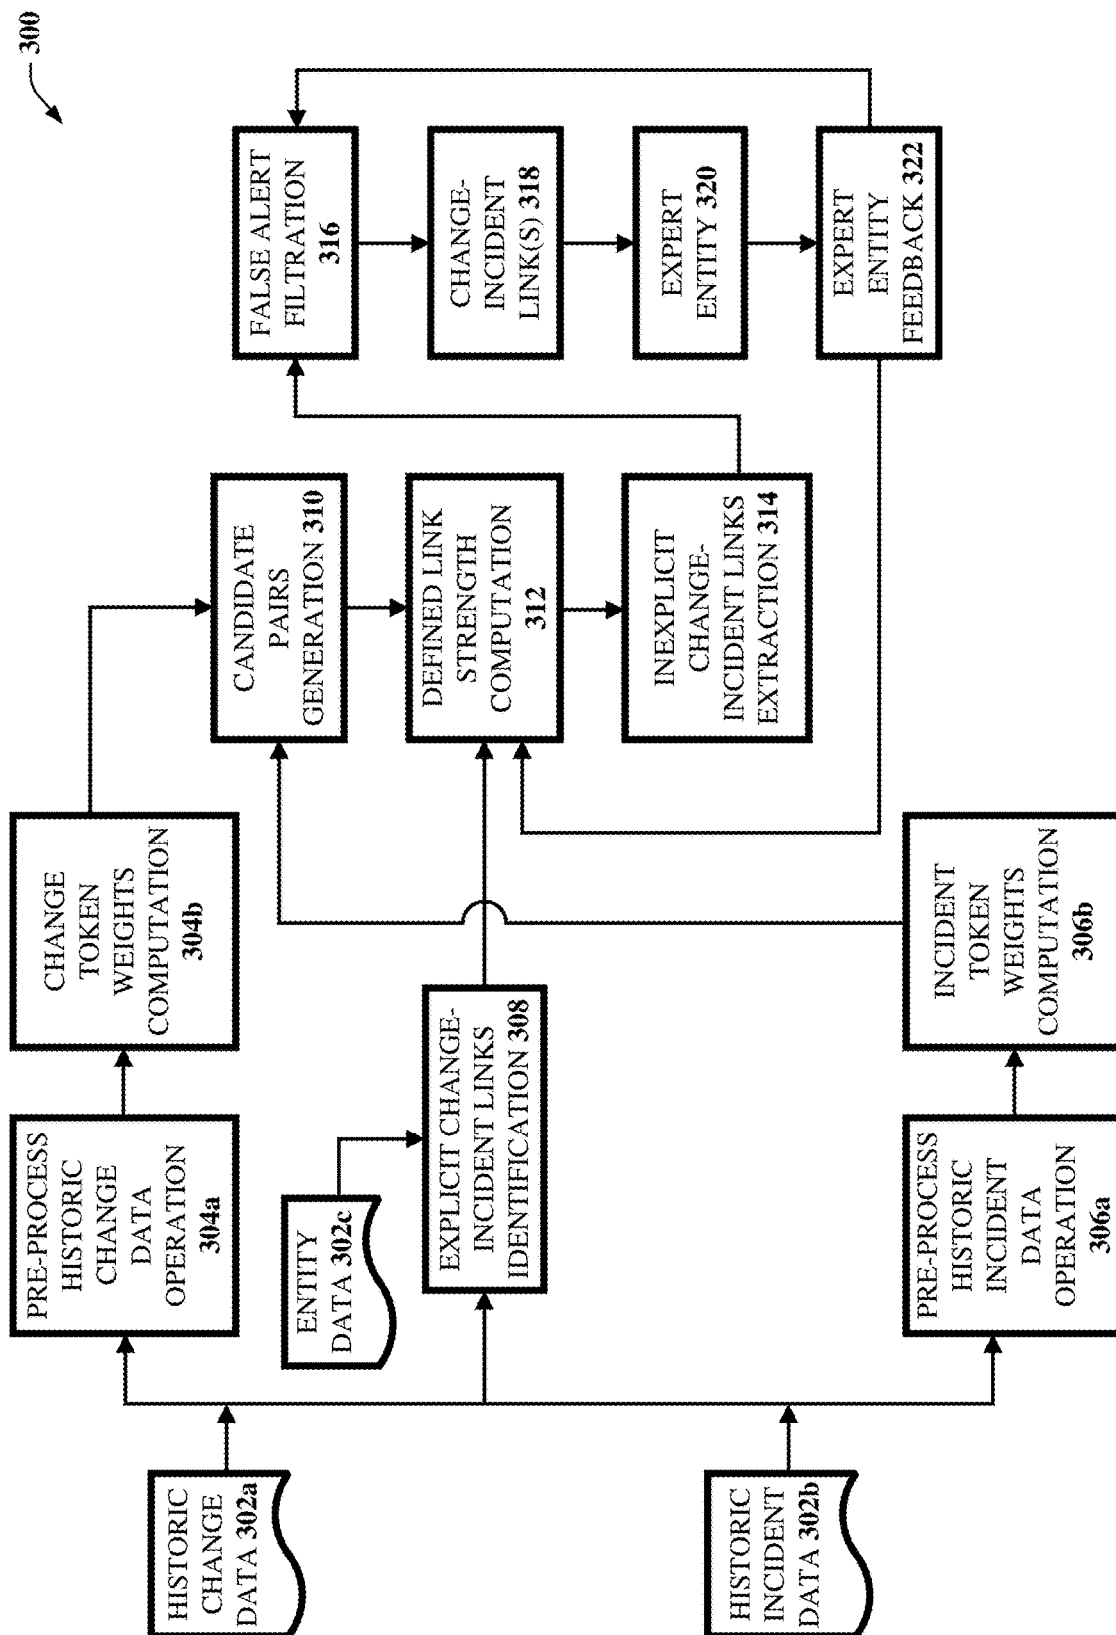 300
HISTORIC
CHANGE
DATA 302a
HISTORIC
INCIDENT
DATA 302b
PRE-PROCESS
HISTORIC
CHANGE
DATA
OPERATION
304a
ENTITY
DATA 302c
PRE-PROCESS
HISTORIC
INCIDENT
DATA
OPERATION
306a
CHANGE
TOKEN
WEIGHTS
COMPUTATION
304b
EXPLICIT CHANGE-
INCIDENT LINKS
IDENTIFICATION 308
INCIDENT
TOKEN
WEIGHTS
COMPUTATION
306b
CANDIDATE
PAIRS
GENERATION 310
DEFINED LINK
STRENGTH
COMPUTATION
312
INEXPLICIT
CHANGE-
INCIDENT LINKS
EXTRACTION 314
FALSE ALERT
FILTRATION
316
CHANGE-
INCIDENT
LINK(S) 318
EXPERT
ENTITY 320
EXPERT
ENTITY
FEEDBACK 322